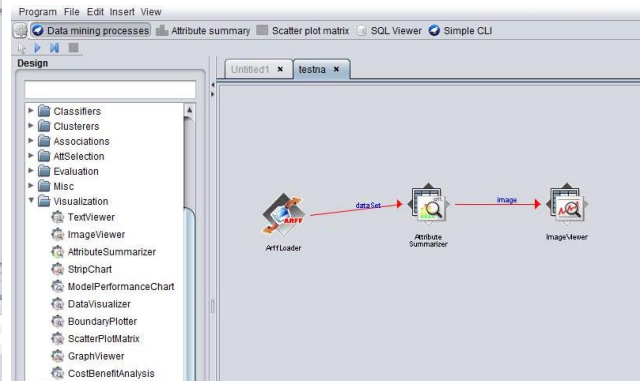 Program File Edit Insert View
Data mining processes Attribute summary Scatter plot matrix SQL Viewer Simple CLI
Design
Untitled1 testna
Classifiers
Clusterers
Associations
AttSelection
Evaluation
Misc
Visualization
TextViewer
ImageViewer
AttributeSummarizer
StripChart
ModelPerformanceChart
DataVisualizer
BoundaryPlotter
ScatterPlotMatrix
GraphViewer
CostBenefitAnalysis
ARFF
ArffLoader
dataSet
Attribute
Summarizer
image
ImageViewer